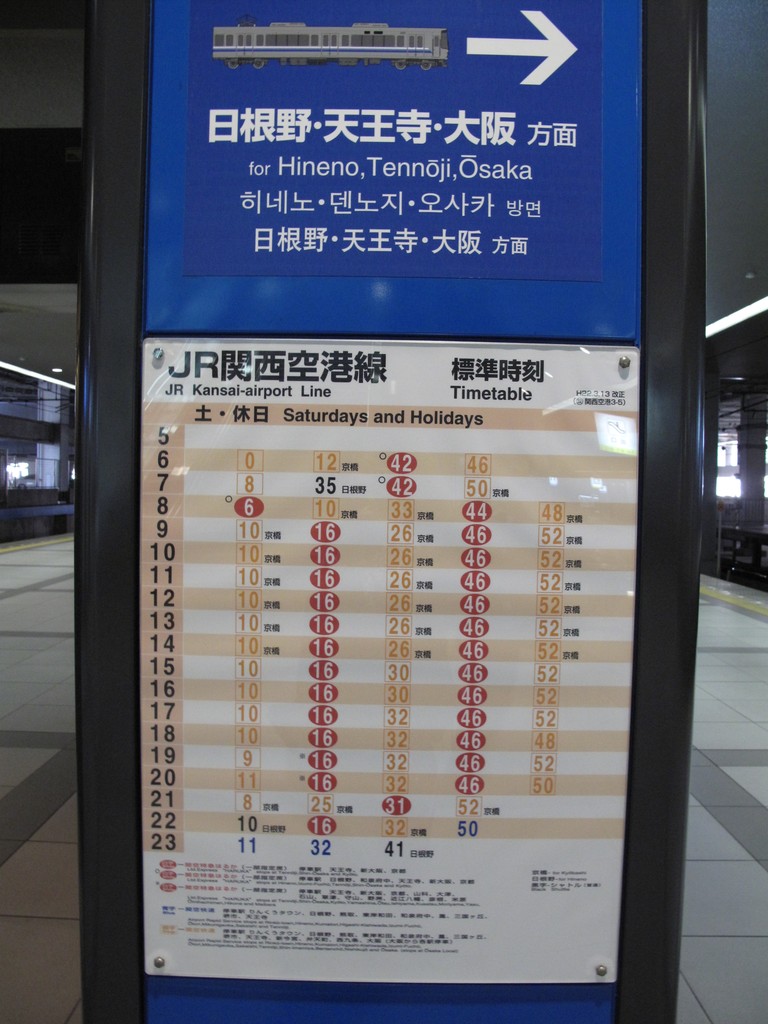 日根野・天王寺・大阪 方面
for Hineno,Tennōji,Ōsaka
히네노・덴노지・오사카 방면
日根野・天王寺・大阪 方面
JR関西空港線 標準時刻
JR Kansai-airport Line Timetable
H22.3.13 改正
(関西空港3-5)
土・休日 Saturdays and Holidays
5
6 0 12 京橋 42 46
7 8 35 日根野 42 50 京橋
8 6 10 京橋 33 京橋 44 48 京橋
9 10 京橋 16 26 京橋 46 52 京橋
10 10 京橋 16 26 京橋 46 52 京橋
11 10 京橋 16 26 京橋 46 52 京橋
12 10 京橋 16 26 京橋 46 52 京橋
13 10 京橋 16 26 京橋 46 52 京橋
14 10 京橋 16 26 京橋 46 52 京橋
15 10 16 30 46 52
16 10 16 30 46 52
17 10 16 32 46 52
18 10 16 32 46 48
19 9 ※16 32 46 52
20 11 ※16 32 46 50
21 8 京橋 25 京橋 31 52 京橋
22 10 日根野 16 32 京橋 50
23 11 32 41 日根野